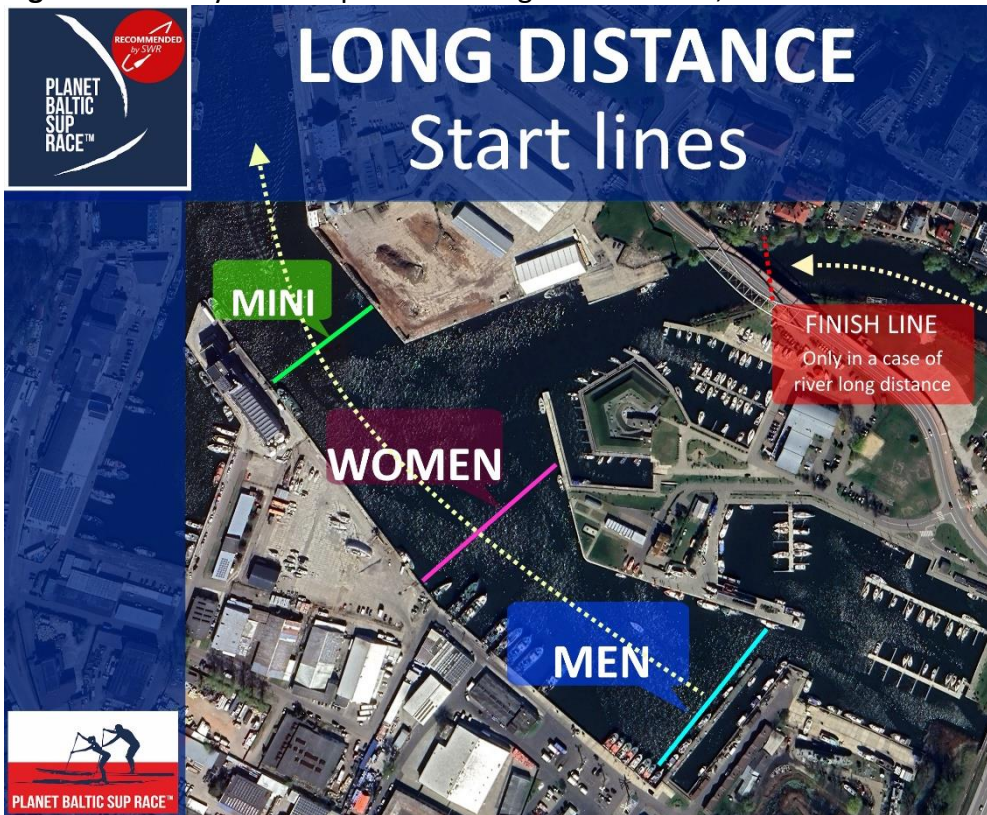 RECOMMENDED
by SWR
PLANET
BALTIC
SUP
RACE™
LONG DISTANCE
Start lines
MINI
FINISH LINE
Only in a case of
river long distance
WOMEN
MEN
PLANET BALTIC SUP RACE™